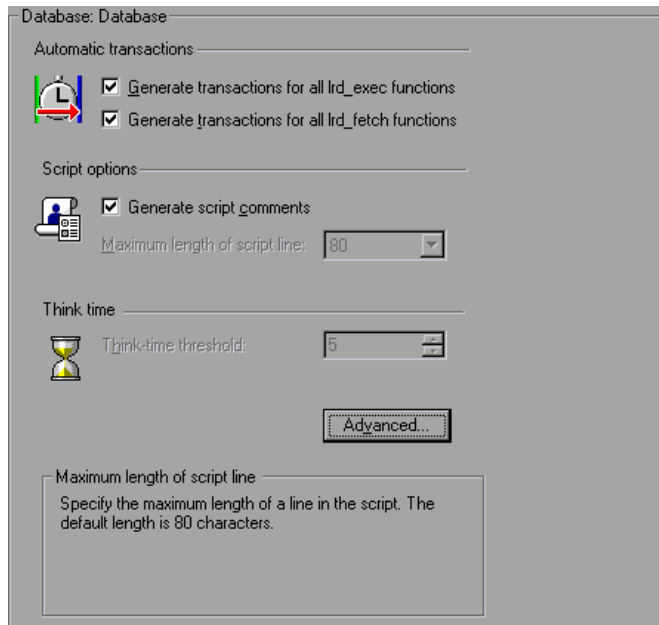 Database: Database
Automatic transactions
Generate transactions for all lrd_exec functions
Generate transactions for all lrd_fetch functions
Script options
Generate script comments
Maximum length of script line: 80
Think time
Think-time threshold: 5
Advanced...
Maximum length of script line
Specify the maximum length of a line in the script. The
default length is 80 characters.